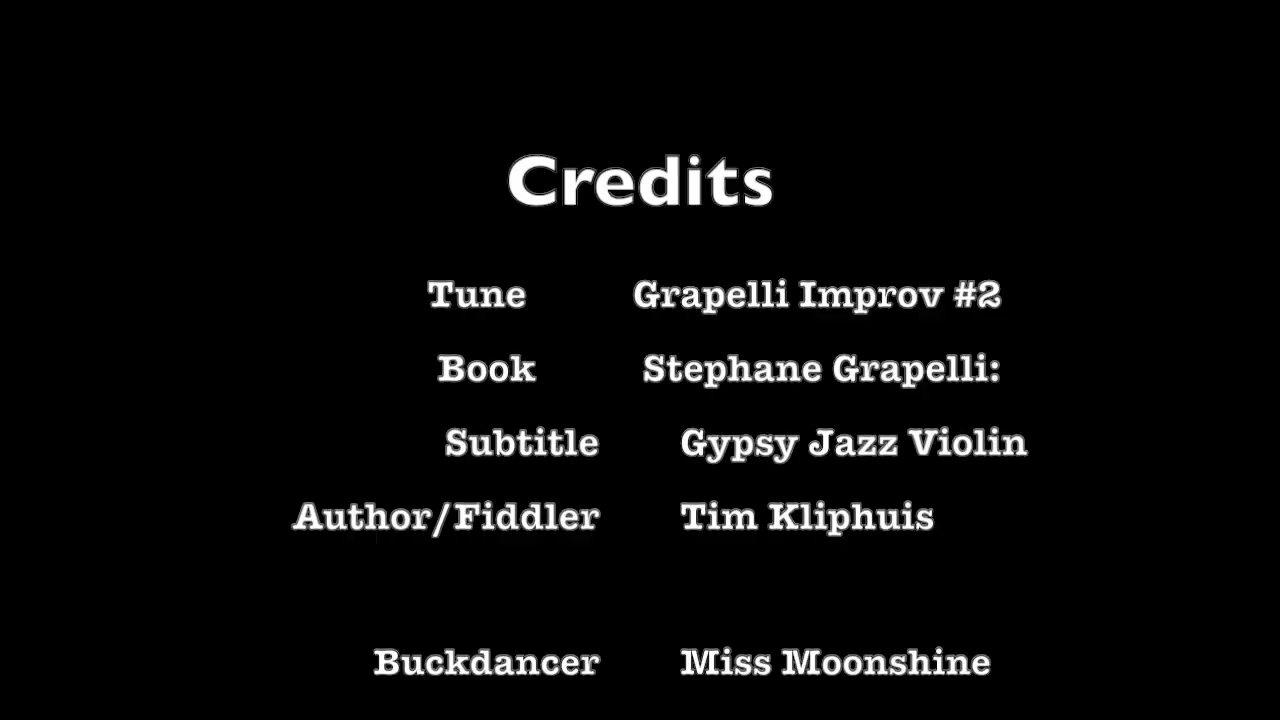 Credits
Tune Grapelli Improv #2
Book Stephane Grapelli:
Subtitle Gypsy Jazz Violin
Author/Fiddler Tim Kliphuis
Buckdancer Miss Moonshine